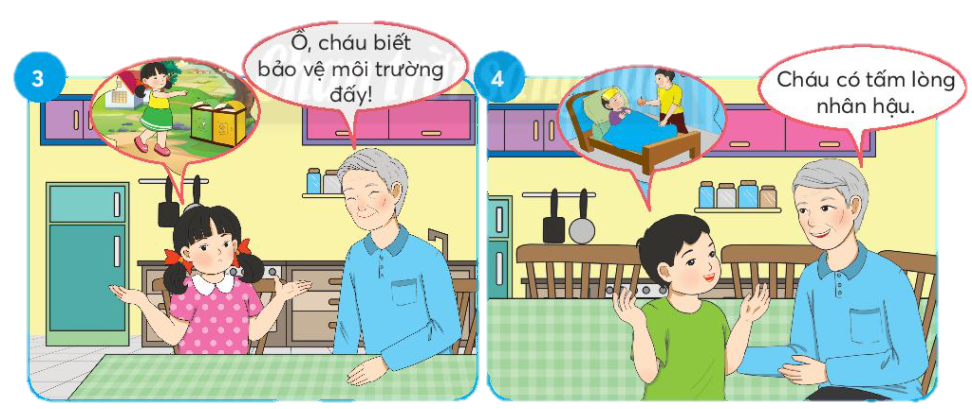 3
Ồ, cháu biết
bảo vệ môi trường
đấy!
4
Cháu có tấm lòng
nhân hậu.